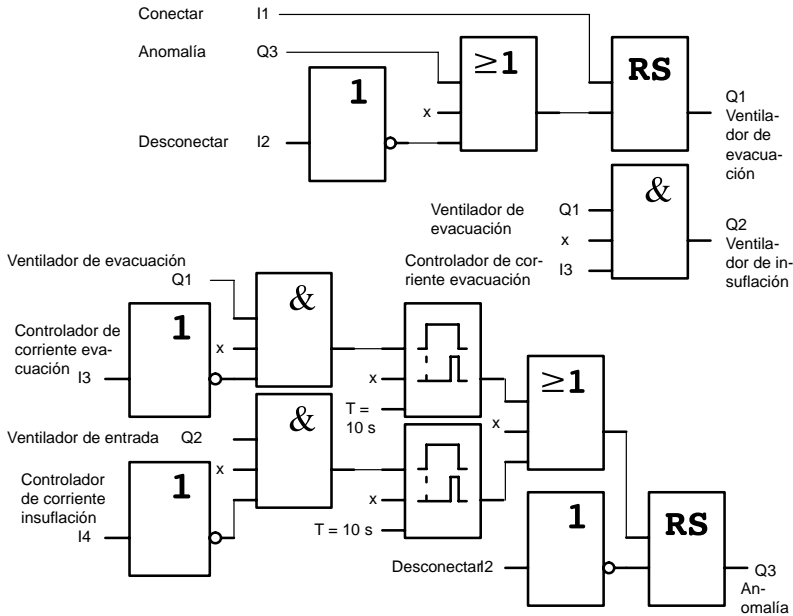 Conectar I1
Anomalía Q3
≥1
RS
1
x
Desconectar I2
Q1
Ventila-
dor de
evacua-
ción
&
Ventilador de
evacuación
Q1
x
I3
Q2
Ventila-
dor de in-
suflación
Controlador de cor-
riente evacuación
Ventilador de evacuación
Q1
&
1
Controlador de
corriente eva-
cuación
I3
x
x
T =
10 s
≥1
x
Ventilador de entrada Q2
&
x
1
Controlador
de corriente
insuflación
I4
x
T = 10 s
1
RS
Desconectar I2
Q3
An-
omalía